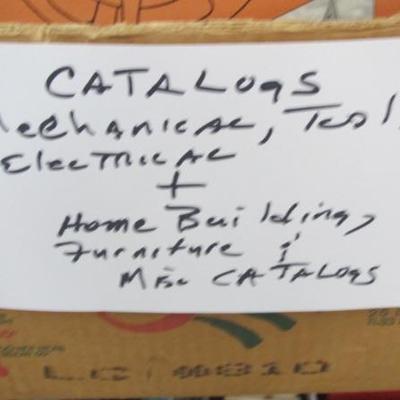 CATALOgS
Mechanical, Tools
Electrical
+
Home Building,
Furniture &
Misc CATALOgS